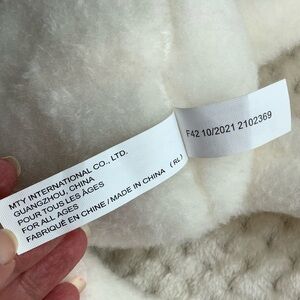 MTY INTERNATIONAL CO., LTD.
GUANGZHOU, CHINA
POUR TOUS LES ÂGES
FOR ALL AGES
FABRIQUÉ EN CHINE / MADE IN CHINA (RL)
F42 10/2021 2102369